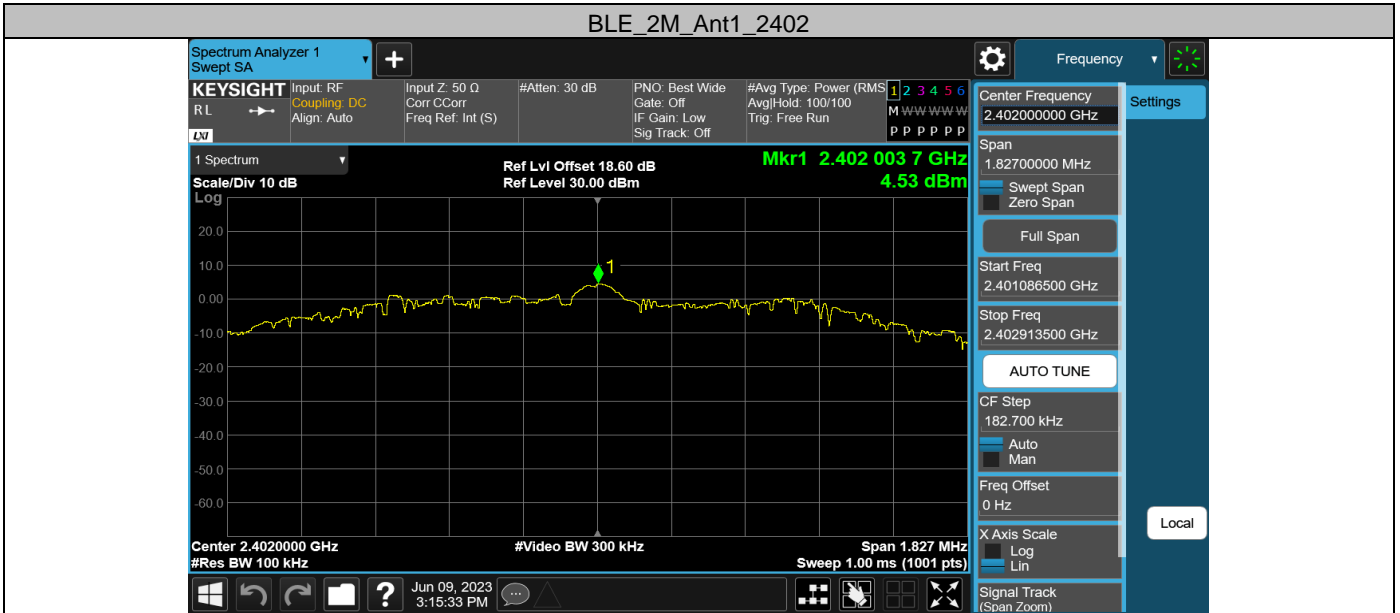 BLE_2M_Ant1_2402
Spectrum Analyzer 1
Swept SA
+
Frequency
KEYSIGHT
RL
LXI
Input: RF
Coupling: DC
Align: Auto
Input Z: 50 Ω
Corr CCorr
Freq Ref: Int (S)
#Atten: 30 dB
PNO: Best Wide
Gate: Off
IF Gain: Low
Sig Track: Off
#Avg Type: Power (RMS
Avg|Hold: 100/100
Trig: Free Run
1 2 3 4 5 6
M W W W W W
P P P P P P
1 Spectrum
Scale/Div 10 dB
Ref Lvl Offset 18.60 dB
Ref Level 30.00 dBm
Mkr1 2.402 003 7 GHz
4.53 dBm
Log
20.0
10.0
0.00
-10.0
-20.0
-30.0
-40.0
-50.0
-60.0
1
Center 2.4020000 GHz
#Res BW 100 kHz
#Video BW 300 kHz
Span 1.827 MHz
Sweep 1.00 ms (1001 pts)
Center Frequency
2.402000000 GHz
Span
1.82700000 MHz
Swept Span
Zero Span
Full Span
Start Freq
2.401086500 GHz
Stop Freq
2.402913500 GHz
AUTO TUNE
CF Step
182.700 kHz
Auto
Man
Freq Offset
0 Hz
X Axis Scale
Log
Lin
Signal Track
(Span Zoom)
Settings
Local
?
Jun 09, 2023
3:15:33 PM